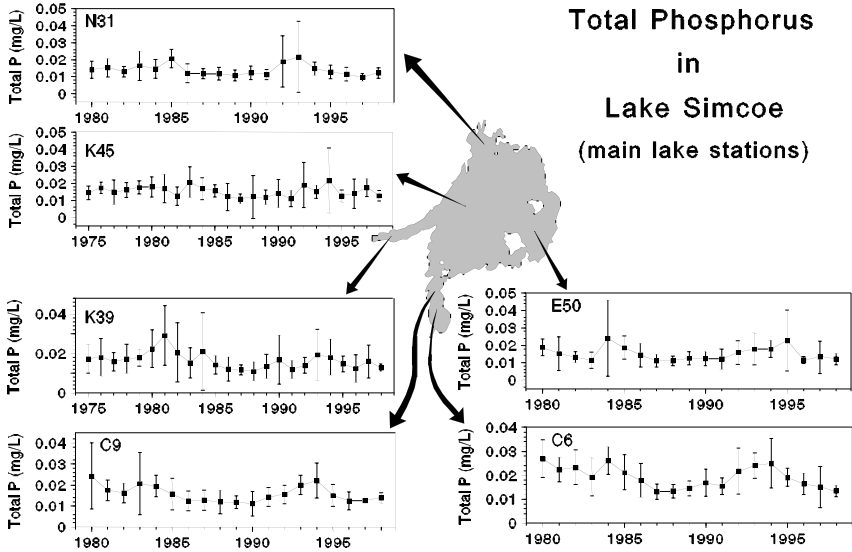 Total Phosphorus
in
Lake Simcoe
(main lake stations)
N31
Total P (mg/L)
0.05
0.04
0.03
0.02
0.01
0
1980 1985 1990 1995
K45
Total P (mg/L)
0.05
0.04
0.03
0.02
0.01
0
1975 1980 1985 1990 1995
K39
Total P (mg/L)
0.04
0.02
0
1975 1980 1985 1990 1995
E50
Total P (mg/L)
0.05
0.04
0.03
0.02
0.01
0
1980 1985 1990 1995
C9
Total P (mg/L)
0.04
0.03
0.02
0.01
0
1980 1985 1990 1995
C6
Total P (mg/L)
0.04
0.03
0.02
0.01
0
1980 1985 1990 1995